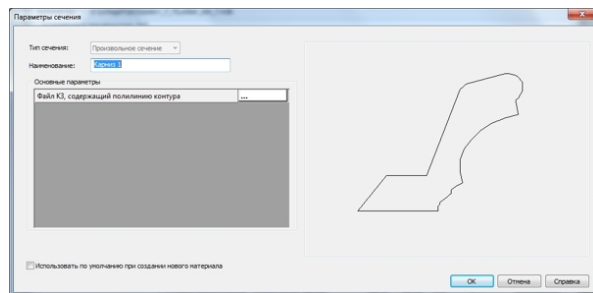 Параметры сечения
Тип сечения: Произвольное сечение
Наименование: Карниз 1
Основные параметры
Файл К3, содержащий полилинию контура ...
Использовать по умолчанию при создании нового материала
ОК Отмена Справка